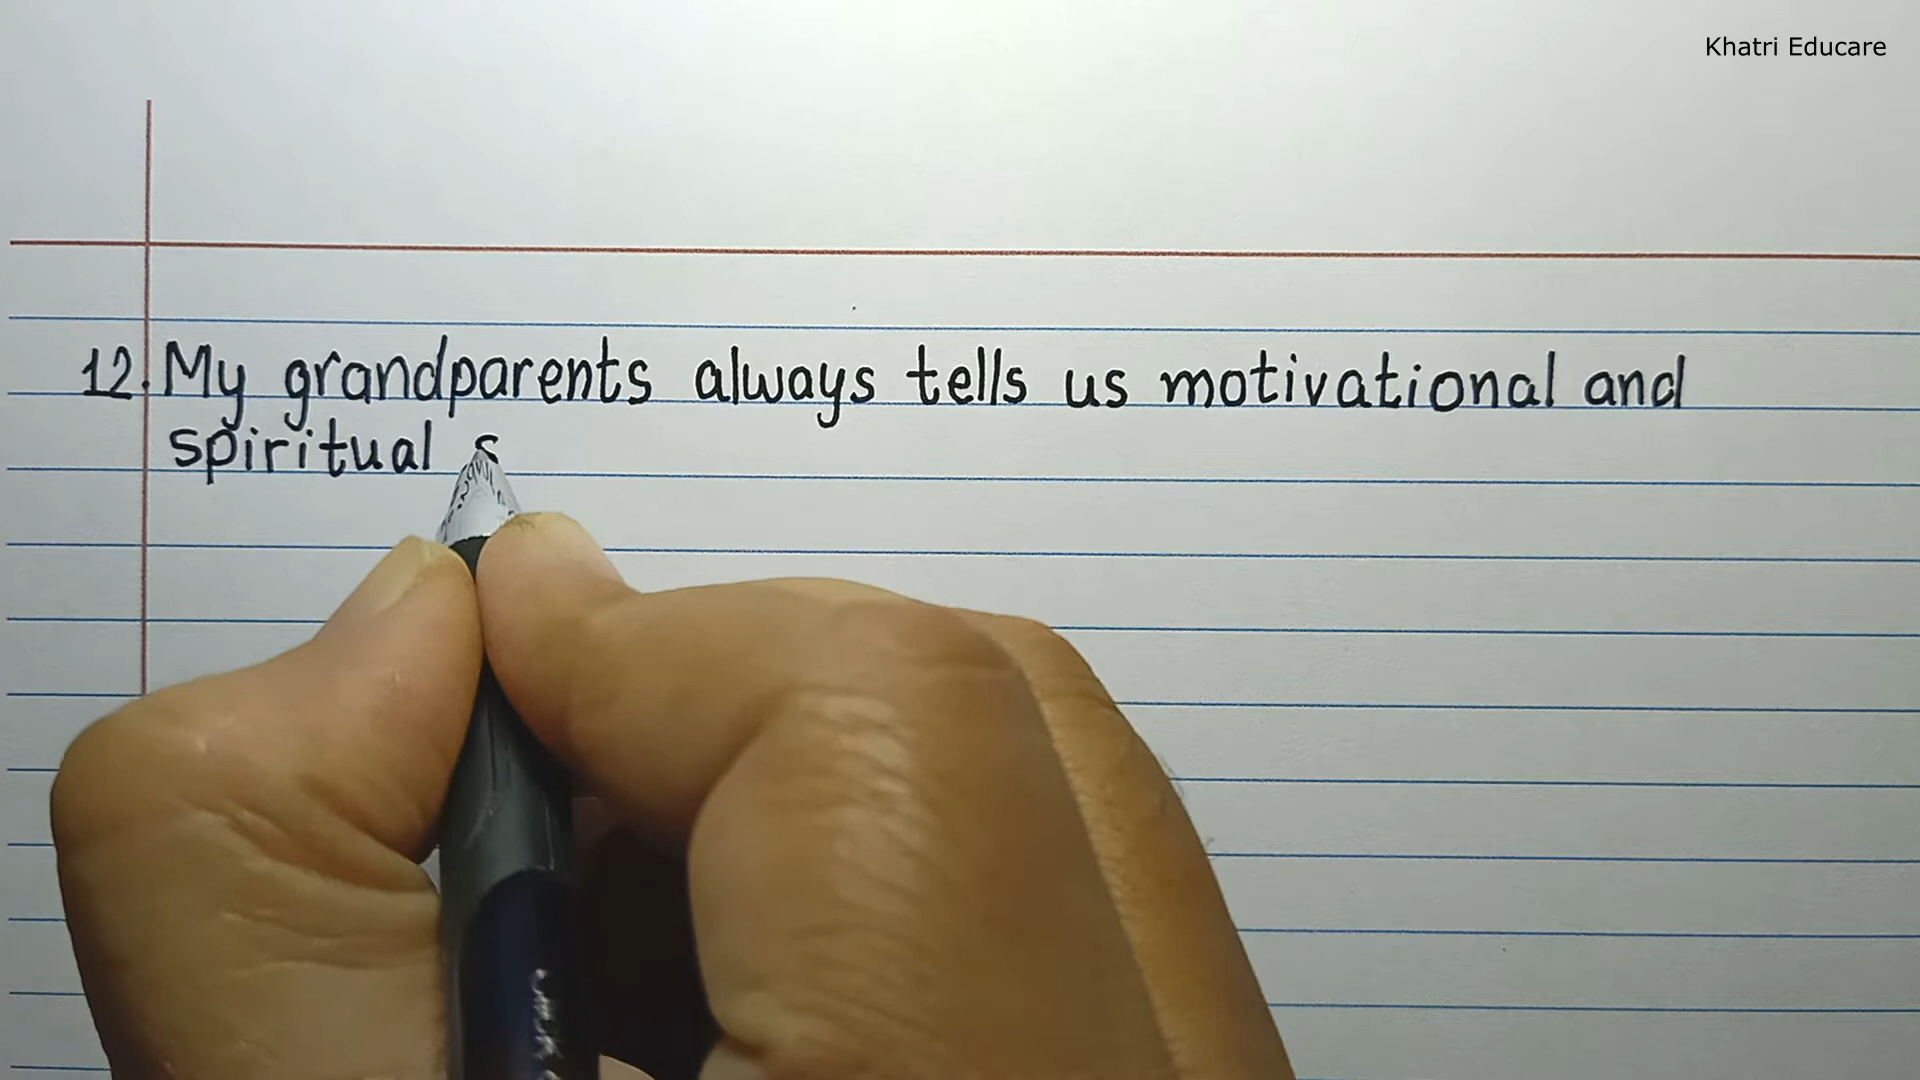 Khatri Educare
12. My grandparents always tells us motivational and
spiritual s